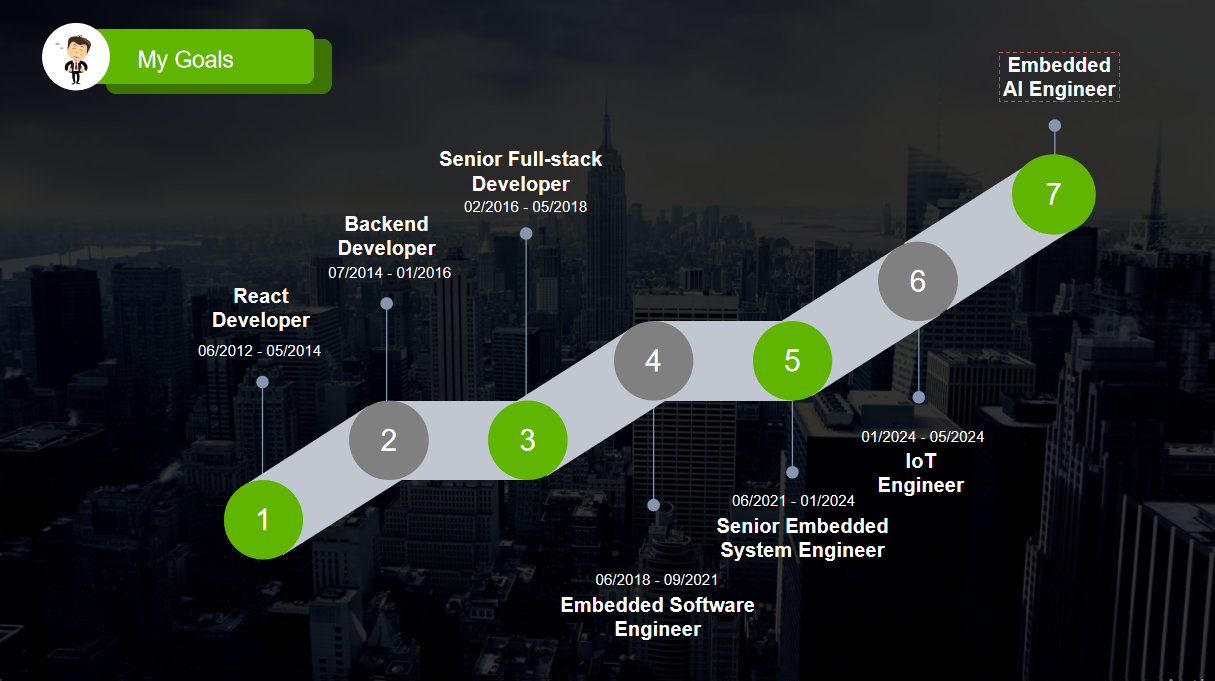 My Goals
Embedded
AI Engineer
Senior Full-stack
Developer
02/2016 - 05/2018
Backend
Developer
07/2014 - 01/2016
React
Developer
06/2012 - 05/2014
1
2
3
4
5
6
7
01/2024 - 05/2024
IoT
Engineer
06/2021 - 01/2024
Senior Embedded
System Engineer
06/2018 - 09/2021
Embedded Software
Engineer